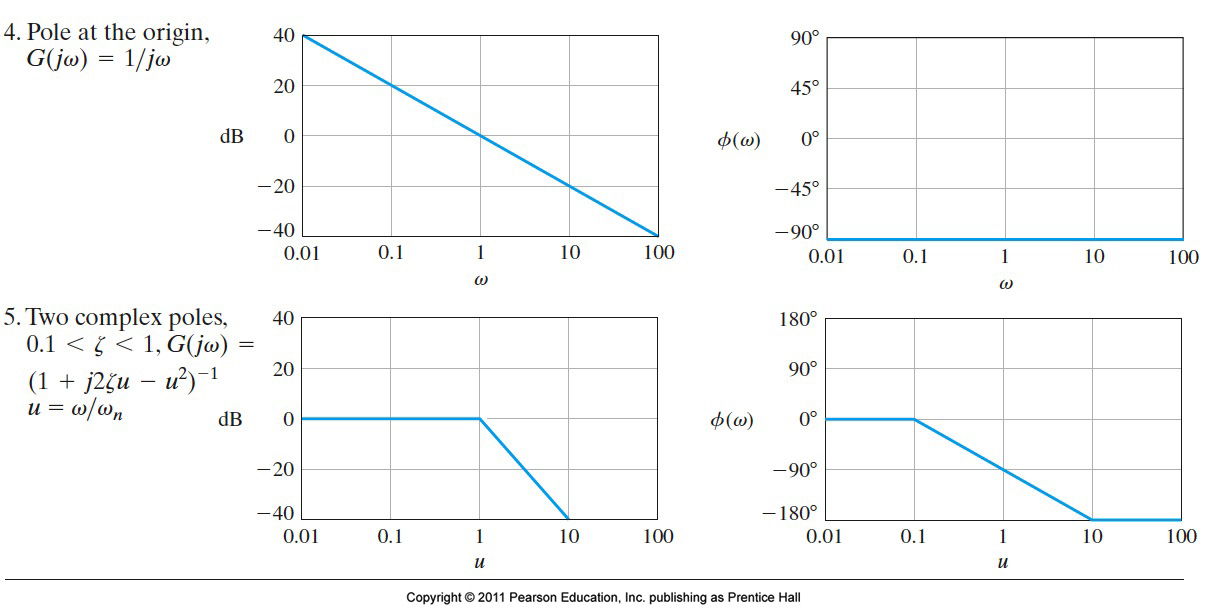 4. Pole at the origin,
G(jω) = 1/jω
40
20
dB
0
−20
−40
0.01 0.1 1 10 100
ω
90°
45°
ϕ(ω)
0°
−45°
−90°
0.01 0.1 1 10 100
ω
5. Two complex poles,
0.1 < ζ < 1, G(jω) =
(1 + j2ζu − u²)⁻¹
u = ω/ωₙ
40
20
dB
0
−20
−40
0.01 0.1 1 10 100
u
180°
90°
ϕ(ω)
0°
−90°
−180°
0.01 0.1 1 10 100
u
Copyright © 2011 Pearson Education, Inc. publishing as Prentice Hall